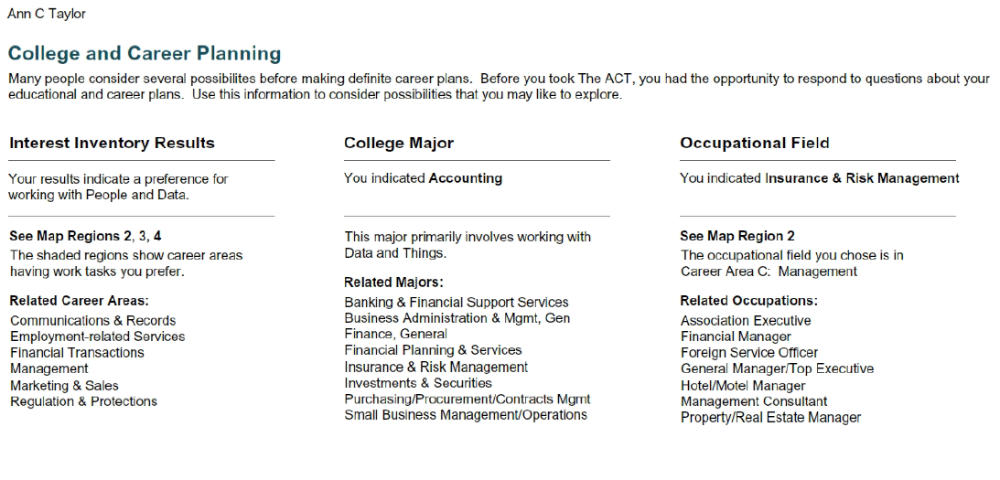 Ann C Taylor
College and Career Planning
Many people consider several possibilites before making definite career plans. Before you took The ACT, you had the opportunity to respond to questions about your
educational and career plans. Use this information to consider possibilities that you may like to explore.
Interest Inventory Results
Your results indicate a preference for
working with People and Data.
See Map Regions 2, 3, 4
The shaded regions show career areas
having work tasks you prefer.
Related Career Areas:
Communications & Records
Employment-related Services
Financial Transactions
Management
Marketing & Sales
Regulation & Protections
College Major
You indicated Accounting
This major primarily involves working with
Data and Things.
Related Majors:
Banking & Financial Support Services
Business Administration & Mgmt, Gen
Finance, General
Financial Planning & Services
Insurance & Risk Management
Investments & Securities
Purchasing/Procurement/Contracts Mgmt
Small Business Management/Operations
Occupational Field
You indicated Insurance & Risk Management
See Map Region 2
The occupational field you chose is in
Career Area C: Management
Related Occupations:
Association Executive
Financial Manager
Foreign Service Officer
General Manager/Top Executive
Hotel/Motel Manager
Management Consultant
Property/Real Estate Manager